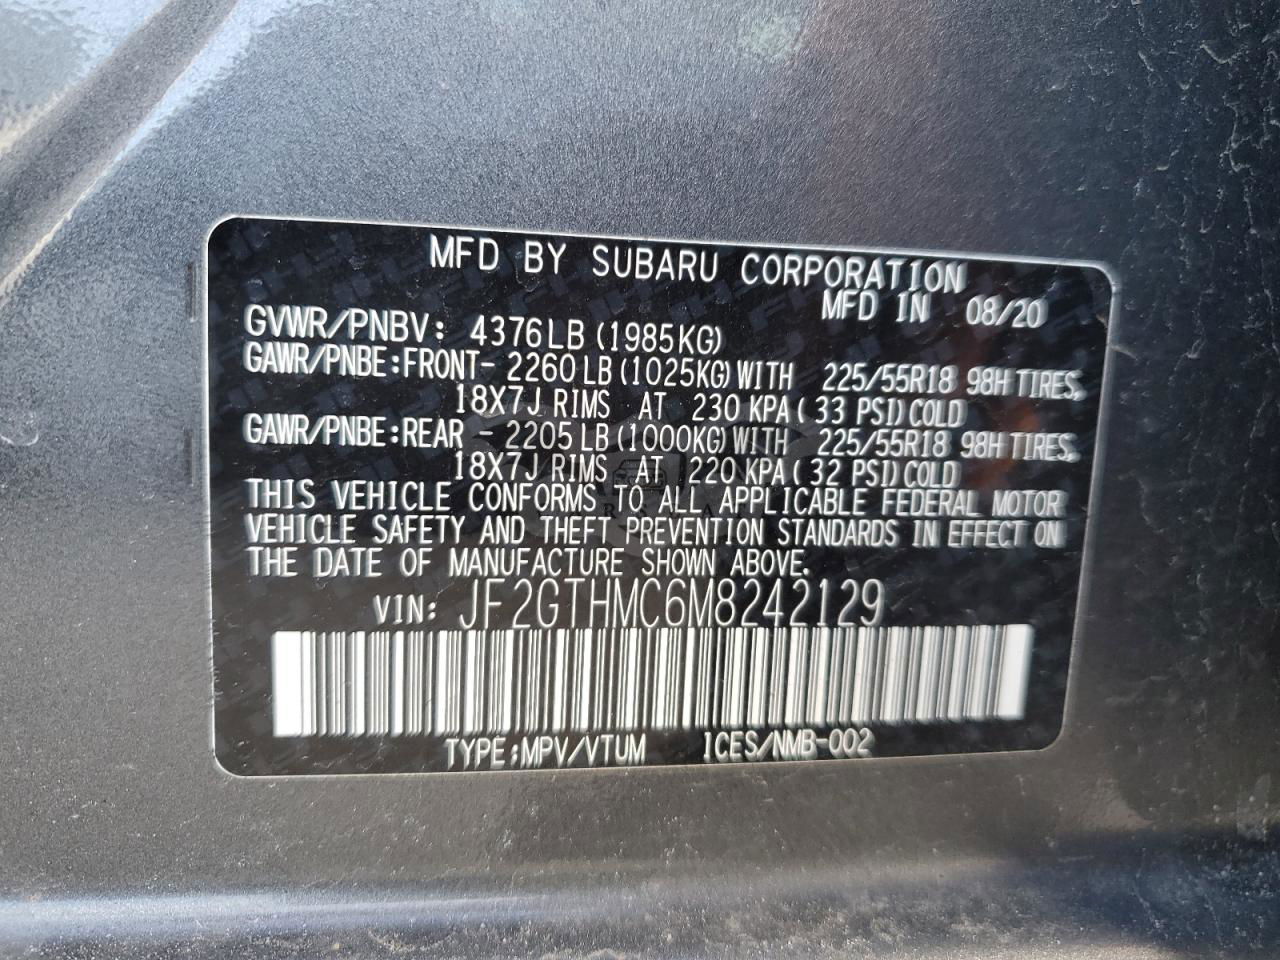 MFD BY SUBARU CORPORATION
MFD IN 08/20
GVWR/PNBV: 4376LB (1985KG)
GAWR/PNBE:FRONT- 2260 LB (1025KG) WITH 225/55R18 98H TIRES,
18X7J RIMS AT 230 KPA ( 33 PSI) COLD
GAWR/PNBE:REAR - 2205 LB (1000KG) WITH 225/55R18 98H TIRES,
18X7J RIMS AT 220 KPA ( 32 PSI) COLD
THIS VEHICLE CONFORMS TO ALL APPLICABLE FEDERAL MOTOR
VEHICLE SAFETY AND THEFT PREVENTION STANDARDS IN EFFECT ON
THE DATE OF MANUFACTURE SHOWN ABOVE.
VIN: JF2GTHMC6M8242129
TYPE:MPV/VTUM ICES/NMB-002